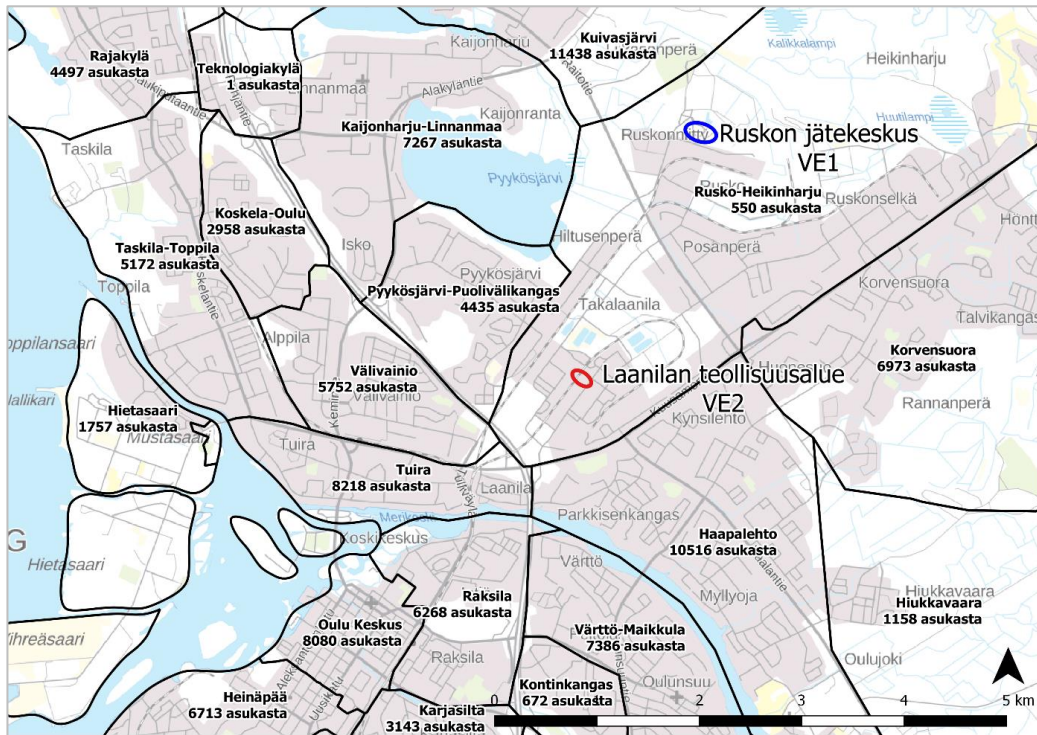 Kaijonharju
Kuivasjärvi
11438 asukasta
Kalikkalampi
Heikinharju
Rajakylä
4497 asukasta
Teknologiakylä
1 asukasta
Linnanmaa
Alakyläntie
Raitotie
Kaijonranta
Kaijonharju-Linnanmaa
7267 asukasta
Ruskonniitty
Ruskon jätekeskus
VE1
Huutilampi
Taskila
Pyykösjärvi
Rusko
Rusko-Heikinharju
550 asukasta
Ruskonselkä
Koskela-Oulu
2958 asukasta
Isko
Hiltusenperä
Posanperä
Taskila-Toppila
5172 asukasta
Toppila
Pyykösjärvi
Pyykösjärvi-Puolivälikangas
4435 asukasta
Takalaanila
Korvensuora
Talvikangas
Alppila
Korvensuora
6973 asukasta
Välivainio
5752 asukasta
Välivainio
Laanilan teollisuusalue
VE2
Huonesuo
Rannanperä
Hietasaari
1757 asukasta
Mustasaari
Kynsilehto
Tuira
Tuira
8218 asukasta
Laanila
Merikoski
Koskikeskus
Parkkisenkangas
Haapalehto
10516 asukasta
G
Hietasaari
Värttö
Myllyoja
Hiukkavaara
Hiukkavaara
1158 asukasta
Raksila
6268 asukasta
Oulu Keskus
8080 asukasta
Värttö-Maikkula
7386 asukasta
Raksila
Oulunsuu
Oulujoki
Heinäpää
6713 asukasta
Uusikatu
Kontinkangas
672 asukasta
Karjasilta
3143 asukasta
0 1 2 3 4 5 km